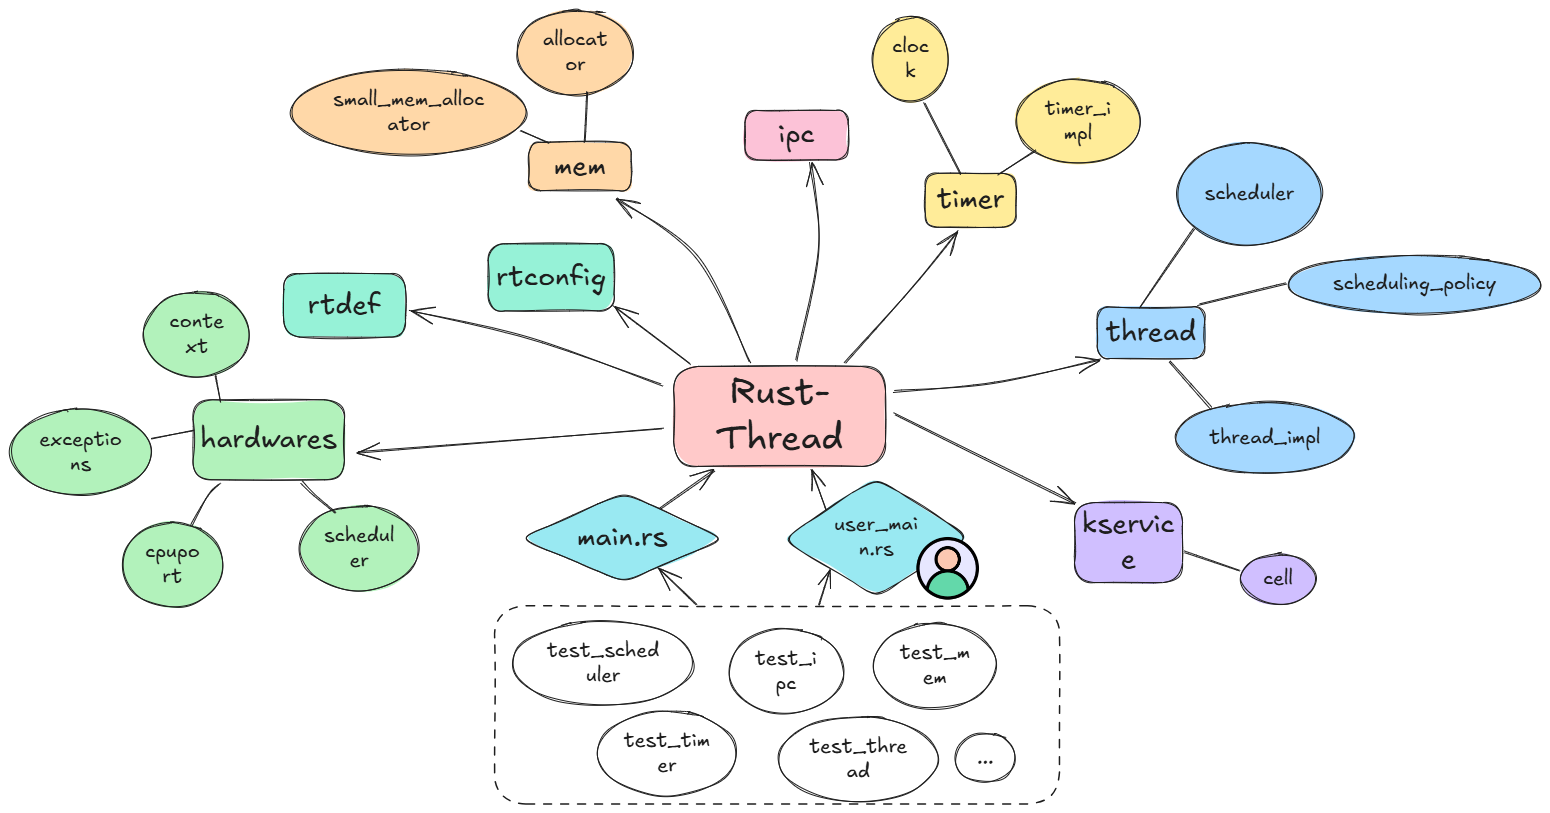 allocat
or
small_mem_alloc
ator
mem
ipc
cloc
k
timer_i
mpl
timer
scheduler
scheduling_policy
thread
thread_impl
rtconfig
rtdef
conte
xt
exceptio
ns
hardwares
cpupo
rt
schedul
er
Rust-
Thread
main.rs
user_mai
n.rs
kservic
e
cell
test_sched
uler
test_i
pc
test_m
em
test_tim
er
test_thre
ad
...